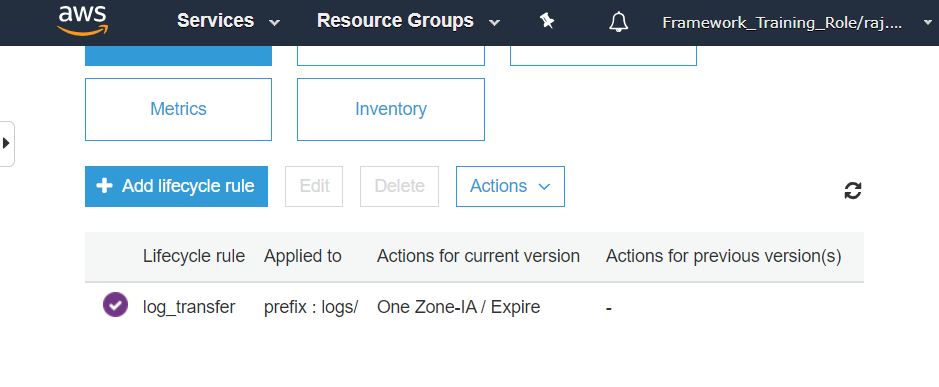 aws Services Resource Groups Framework_Training_Role/raj....
Metrics Inventory
Add lifecycle rule Edit Delete Actions
Lifecycle rule Applied to Actions for current version Actions for previous version(s)
log_transfer prefix : logs/ One Zone-IA / Expire -